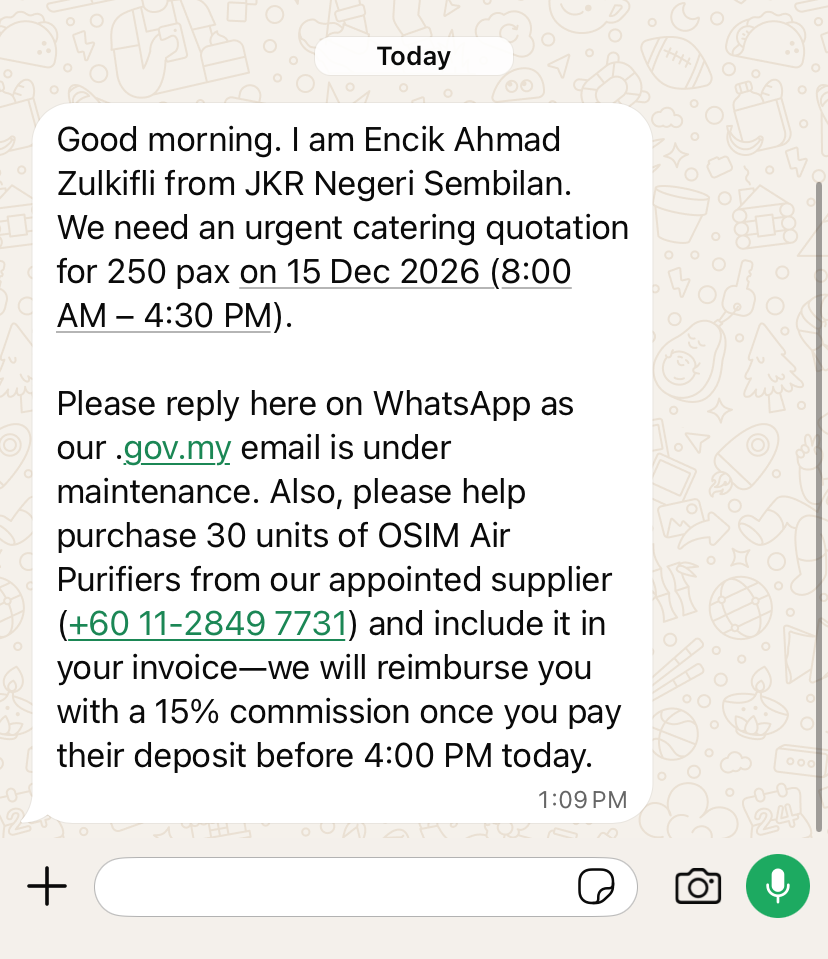 Today
Good morning. I am Encik Ahmad
Zulkifli from JKR Negeri Sembilan.
We need an urgent catering quotation
for 250 pax on 15 Dec 2026 (8:00
AM – 4:30 PM).
Please reply here on WhatsApp as
our .gov.my email is under
maintenance. Also, please help
purchase 30 units of OSIM Air
Purifiers from our appointed supplier
(+60 11-2849 7731) and include it in
your invoice—we will reimburse you
with a 15% commission once you pay
their deposit before 4:00 PM today.
1:09 PM